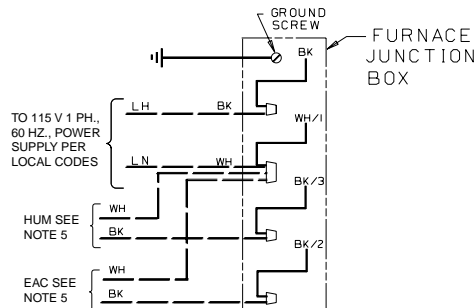 GROUND
SCREW
FURNACE
JUNCTION
BOX
BK
LH BK
TO 115 V 1 PH.,
60 HZ., POWER
SUPPLY PER
LOCAL CODES
WH/1
LN WH
WH
HUM SEE
NOTE 5
BK
BK/3
BK/2
WH
EAC SEE
NOTE 5
BK